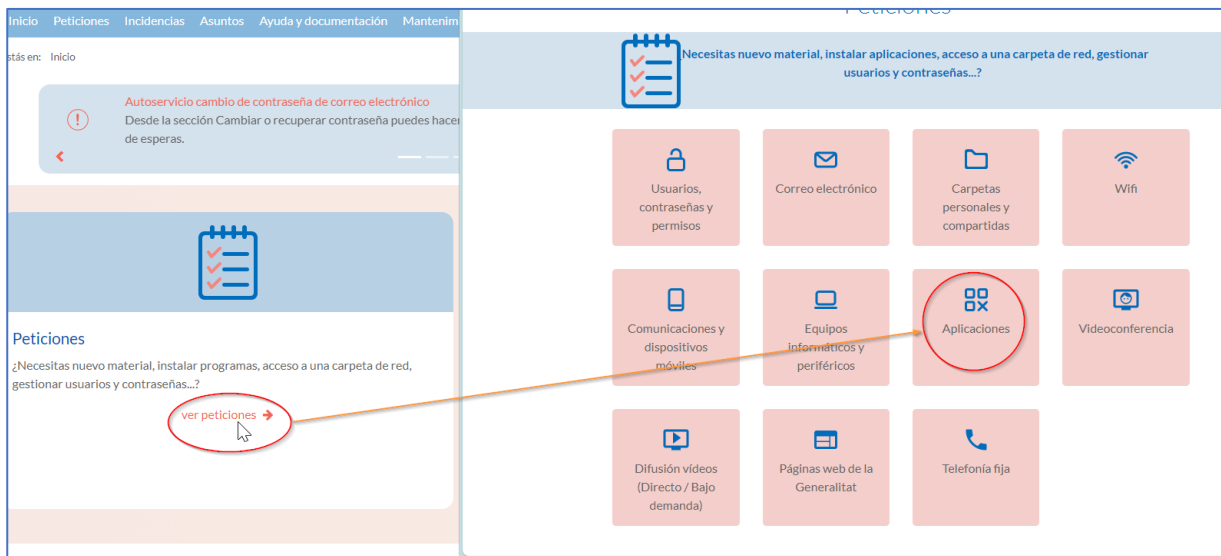 Inicio Peticiones Incidencias Asuntos Ayuda y documentación Mantenim
stás en: Inicio
Autoservicio cambio de contraseña de correo electrónico
Desde la sección Cambiar o recuperar contraseña puedes hacer
de esperas.
Peticiones
¿Necesitas nuevo material, instalar programas, acceso a una carpeta de red,
gestionar usuarios y contraseñas...?
ver peticiones
Peticiones
¿Necesitas nuevo material, instalar aplicaciones, acceso a una carpeta de red, gestionar
usuarios y contraseñas...?
Usuarios,
contraseñas y
permisos
Correo electrónico
Carpetas
personales y
compartidas
Wifi
Comunicaciones y
dispositivos
móviles
Equipos
informáticos y
periféricos
Aplicaciones
Videoconferencia
Difusión vídeos
(Directo / Bajo
demanda)
Páginas web de la
Generalitat
Telefonía fija